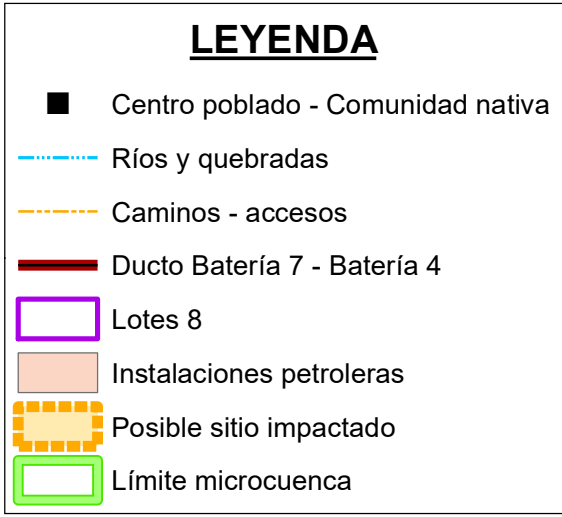 LEYENDA
Centro poblado - Comunidad nativa
Ríos y quebradas
Caminos - accesos
Ducto Batería 7 - Batería 4
Lotes 8
Instalaciones petroleras
Posible sitio impactado
Límite microcuenca